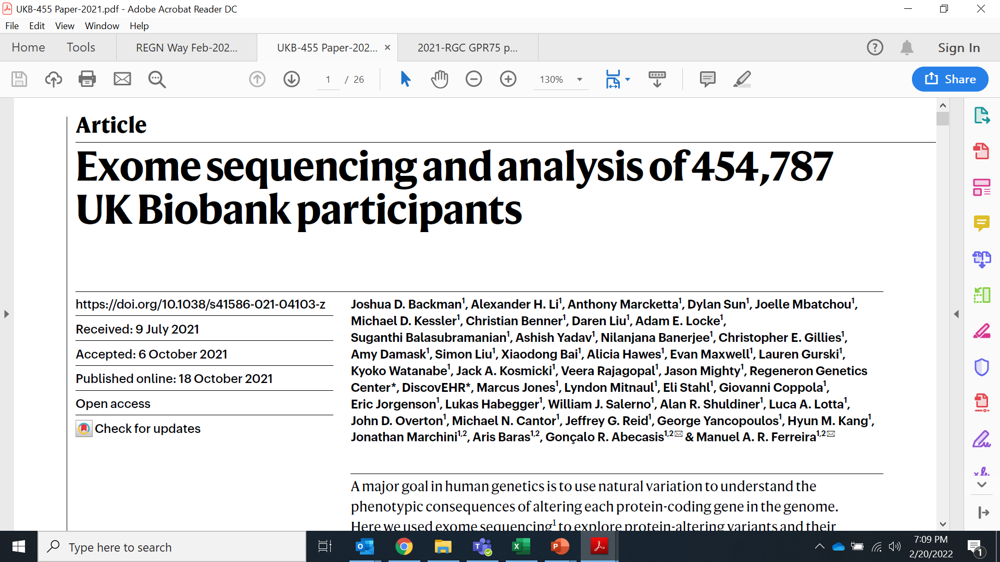 UKB-455 Paper-2021.pdf - Adobe Acrobat Reader DC
File Edit View Window Help
Home Tools REGN Way Feb-202... UKB-455 Paper-202... × 2021-RGC GPR75 p... Sign In
1 / 26 130% Share
Article
Exome sequencing and analysis of 454,787
UK Biobank participants
https://doi.org/10.1038/s41586-021-04103-z
Received: 9 July 2021
Accepted: 6 October 2021
Published online: 18 October 2021
Open access
Check for updates
Joshua D. Backman1, Alexander H. Li1, Anthony Marcketta1, Dylan Sun1, Joelle Mbatchou1,
Michael D. Kessler1, Christian Benner1, Daren Liu1, Adam E. Locke1,
Suganthi Balasubramanian1, Ashish Yadav1, Nilanjana Banerjee1, Christopher E. Gillies1,
Amy Damask1, Simon Liu1, Xiaodong Bai1, Alicia Hawes1, Evan Maxwell1, Lauren Gurski1,
Kyoko Watanabe1, Jack A. Kosmicki1, Veera Rajagopal1, Jason Mighty1, Regeneron Genetics
Center*, DiscovEHR*, Marcus Jones1, Lyndon Mitnaul1, Eli Stahl1, Giovanni Coppola1,
Eric Jorgenson1, Lukas Habegger1, William J. Salerno1, Alan R. Shuldiner1, Luca A. Lotta1,
John D. Overton1, Michael N. Cantor1, Jeffrey G. Reid1, George Yancopoulos1, Hyun M. Kang1,
Jonathan Marchini1,2, Aris Baras1,2, Gonçalo R. Abecasis1,2✉ & Manuel A. R. Ferreira1,2✉
A major goal in human genetics is to use natural variation to understand the
phenotypic consequences of altering each protein-coding gene in the genome.
Here we used exome sequencing1 to explore protein-altering variants and their
Type here to search
7:09 PM
2/20/2022
1